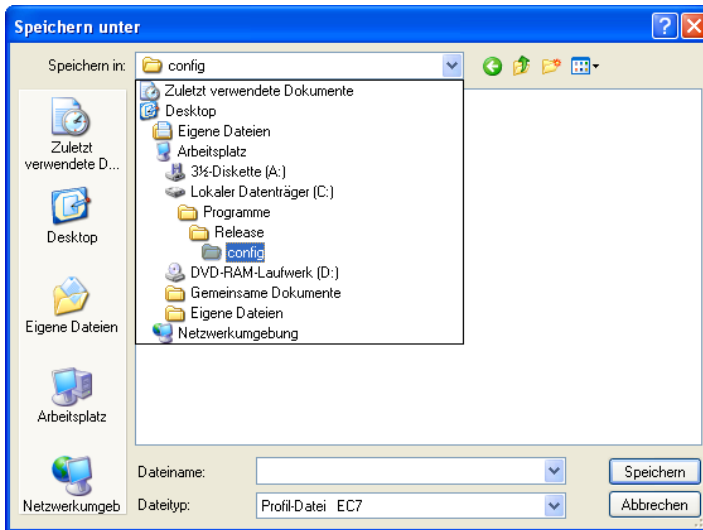 Speichern unter
Speichern in: config
Zuletzt verwendete Dokumente
Desktop
Eigene Dateien
Arbeitsplatz
3½-Diskette (A:)
Lokaler Datenträger (C:)
Programme
Release
config
DVD-RAM-Laufwerk (D:)
Gemeinsame Dokumente
Eigene Dateien
Netzwerkumgebung
Zuletzt
verwendete D...
Desktop
Eigene Dateien
Arbeitsplatz
Netzwerkumgeb
Dateiname:
Speichern
Dateityp: Profil-Datei EC7
Abbrechen